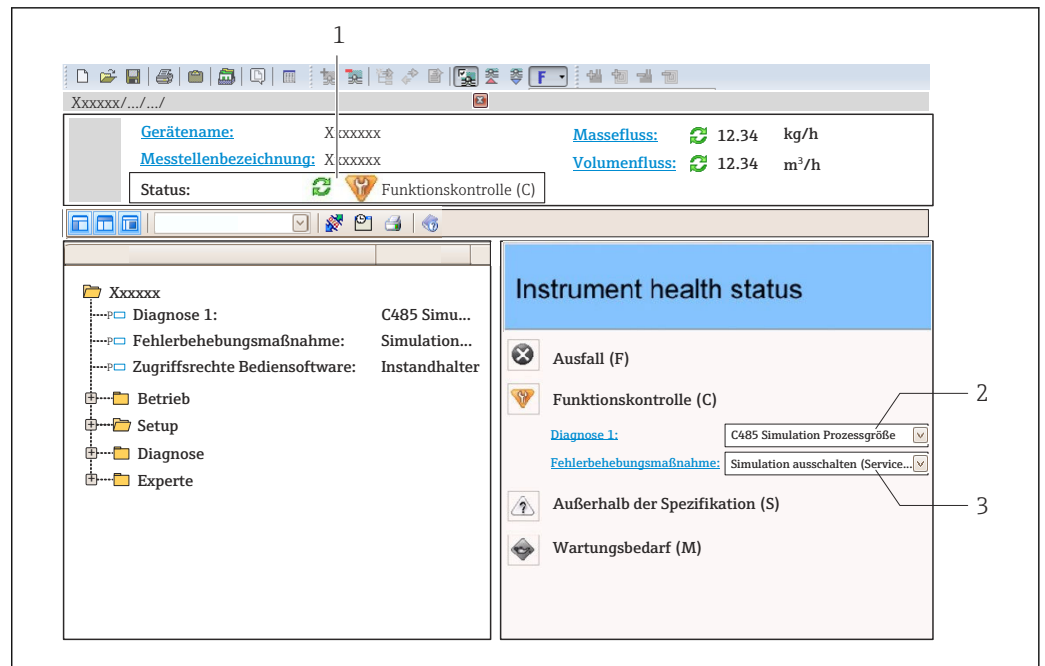 1
F
Xxxxxx/.../.../
Gerätename: Xxxxxxx
Massefluss: 12.34 kg/h
Messstellenbezeichnung: Xxxxxxx
Volumenfluss: 12.34 m³/h
Status: Funktionskontrolle (C)
Xxxxxx
Diagnose 1: C485 Simu...
Fehlerbehebungsmaßnahme: Simulation...
Zugriffsrechte Bediensoftware: Instandhalter
Betrieb
Setup
Diagnose
Experte
Instrument health status
Ausfall (F)
Funktionskontrolle (C)
2
Diagnose 1: C485 Simulation Prozessgröße
Fehlerbehebungsmaßnahme: Simulation ausschalten (Service...
Außerhalb der Spezifikation (S)
3
Wartungsbedarf (M)